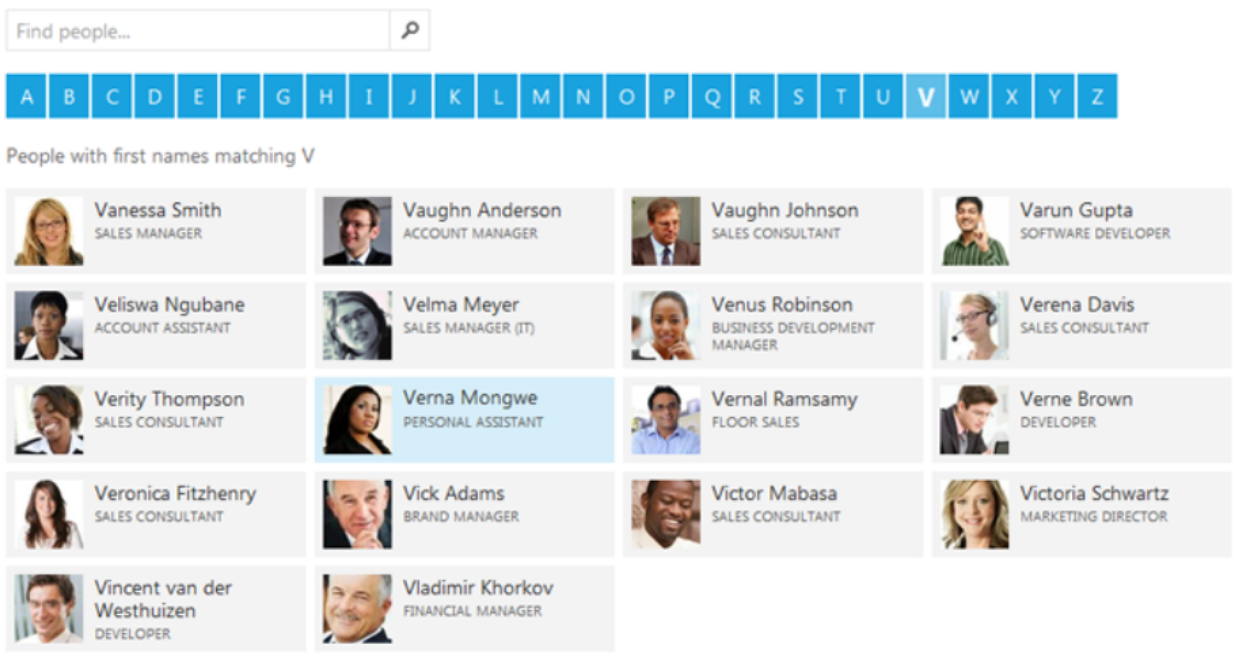 Find people...
A B C D E F G H I J K L M N O P Q R S T U V W X Y Z
People with first names matching V
Vanessa Smith
SALES MANAGER
Vaughn Anderson
ACCOUNT MANAGER
Vaughn Johnson
SALES CONSULTANT
Varun Gupta
SOFTWARE DEVELOPER
Veliswa Ngubane
ACCOUNT ASSISTANT
Velma Meyer
SALES MANAGER (IT)
Venus Robinson
BUSINESS DEVELOPMENT
MANAGER
Verena Davis
SALES CONSULTANT
Verity Thompson
SALES CONSULTANT
Verna Mongwe
PERSONAL ASSISTANT
Vernal Ramsamy
FLOOR SALES
Verne Brown
DEVELOPER
Veronica Fitzhenry
SALES CONSULTANT
Vick Adams
BRAND MANAGER
Victor Mabasa
SALES CONSULTANT
Victoria Schwartz
MARKETING DIRECTOR
Vincent van der
Westhuizen
DEVELOPER
Vladimir Khorkov
FINANCIAL MANAGER